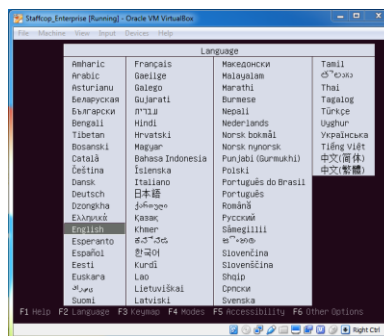 Staffcop_Enterprise [Running] - Oracle VM VirtualBox
File Machine View Input Devices Help
Language
Amharic
Arabic
Asturianu
Беларуская
Български
Bengali
Tibetan
Bosanski
Català
Čeština
Dansk
Deutsch
Dzongkha
Ελληνικά
English
Esperanto
Español
Eesti
Euskara
Suomi
Français
Gaeilge
Galego
Gujarati
עברית
Hindi
Hrvatski
Magyar
Bahasa Indonesia
Íslenska
Italiano
日本語
ქართული
Қазақ
Khmer
ಕನ್ನಡ
한국어
Kurdî
Lao
Lietuviškai
Latviski
Македонски
Malayalam
Marathi
Burmese
Nepali
Nederlands
Norsk bokmål
Norsk nynorsk
Punjabi (Gurmukhi)
Polski
Português do Brasil
Português
Română
Русский
Sámegillii
Slovenčina
Slovenščina
Shqip
Српски
Svenska
Tamil
తెలుగు
Thai
Tagalog
Türkçe
Uyghur
Українська
Tiếng Việt
中文(简体)
中文(繁體)
F1 Help F2 Language F3 Keymap F4 Modes F5 Accessibility F6 Other Options
Right Ctrl